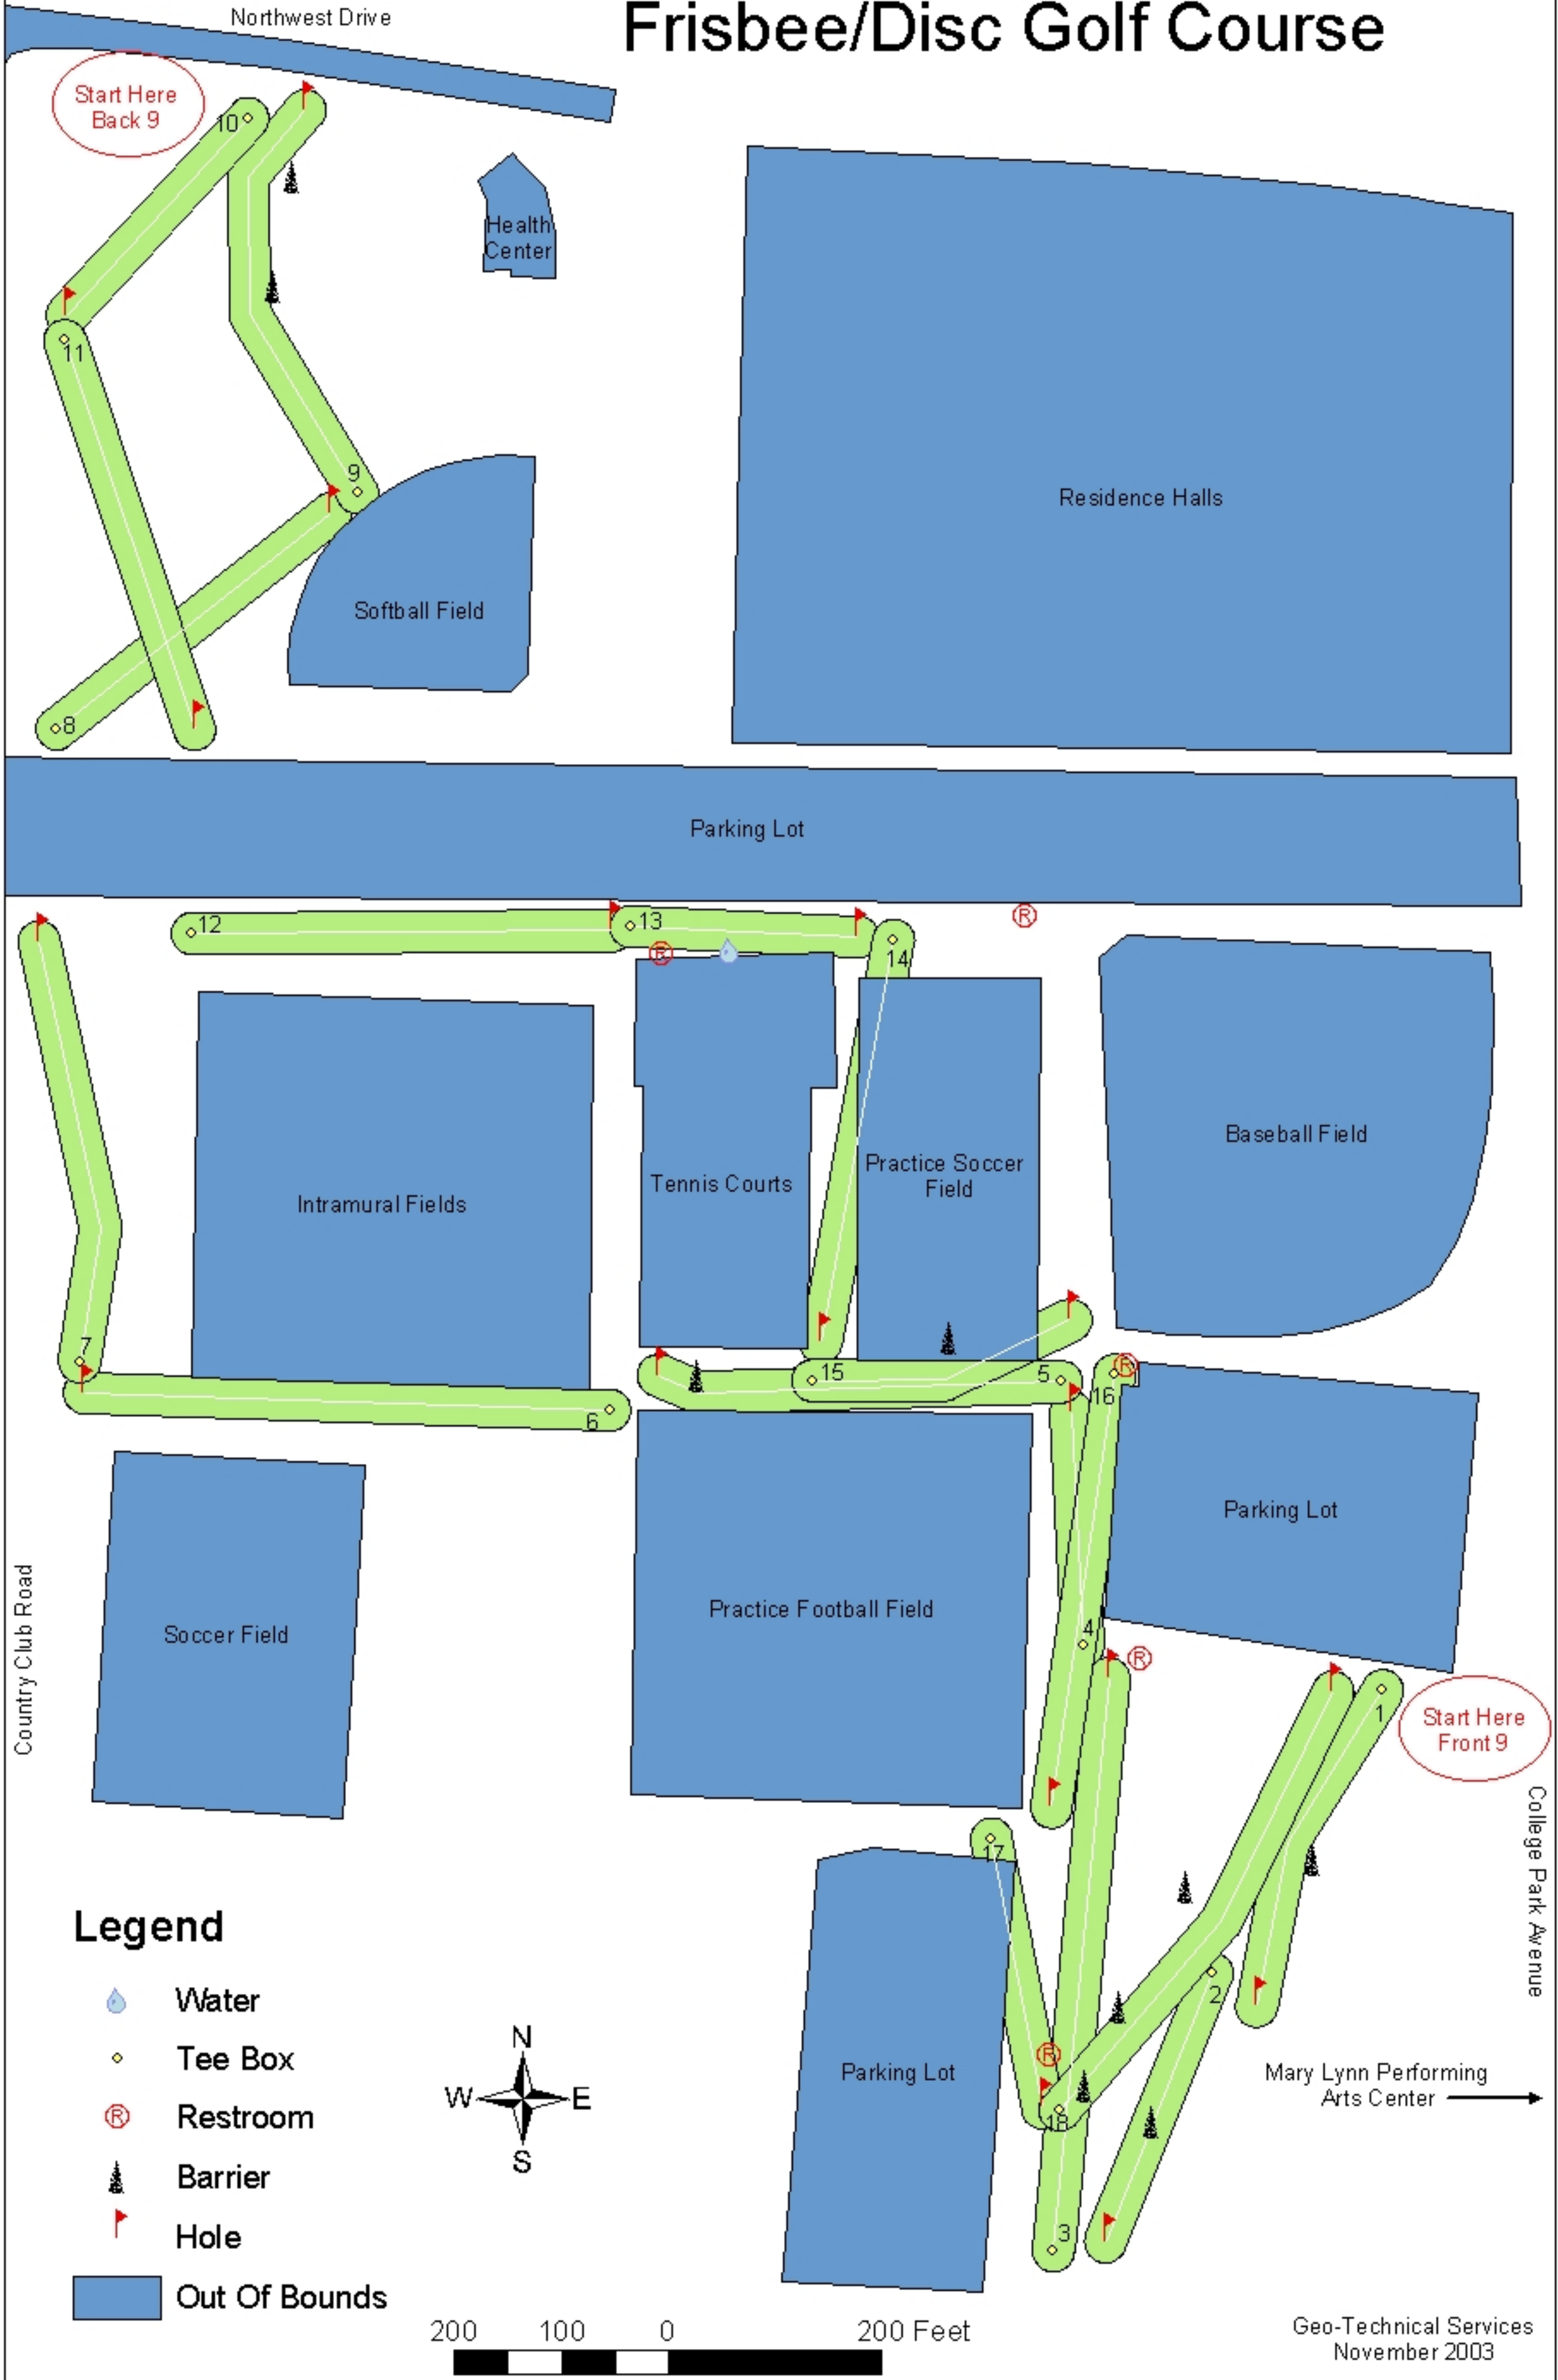 Northwest Drive
Frisbee/Disc Golf Course
Start Here
Back 9
10
Health
Center
11
9
Residence Halls
Softball Field
8
Parking Lot
12
13
R
R
14
Baseball Field
Practice Soccer
Field
Tennis Courts
Intramural Fields
7
15
5
R
16
6
Parking Lot
Practice Football Field
Soccer Field
4
R
Country Club Road
1
Start Here
Front 9
College Park Avenue
17
Legend
Water
Tee Box
R
Restroom
Barrier
Hole
Out Of Bounds
N
W
E
S
2
R
Parking Lot
Mary Lynn Performing
Arts Center
18
3
200 100 0 200 Feet
Geo-Technical Services
November 2003